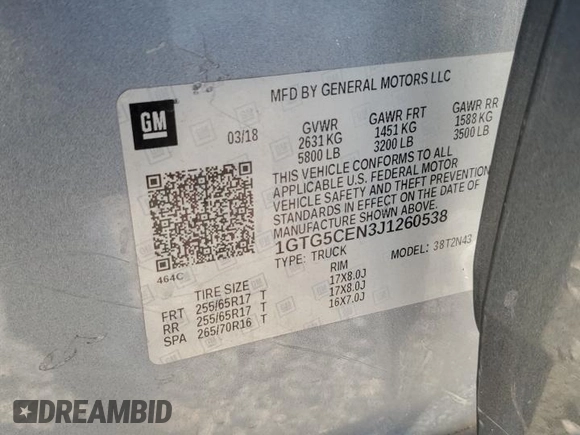 MFD BY GENERAL MOTORS LLC
GM
03/18
GVWR GAWR FRT GAWR RR
2631 KG 1451 KG 1588 KG
5800 LB 3200 LB 3500 LB
THIS VEHICLE CONFORMS TO ALL
APPLICABLE U.S. FEDERAL MOTOR
VEHICLE SAFETY AND THEFT PREVENTION
STANDARDS IN EFFECT ON THE DATE OF
MANUFACTURE SHOWN ABOVE.
1GTG5CEN3J1260538
TYPE: TRUCK MODEL: 38T2N43
464C
TIRE SIZE RIM
FRT 255/65R17 T 17X8.0J
RR 255/65R17 T 17X8.0J
SPA 265/70R16 T 16X7.0J
DREAMBID